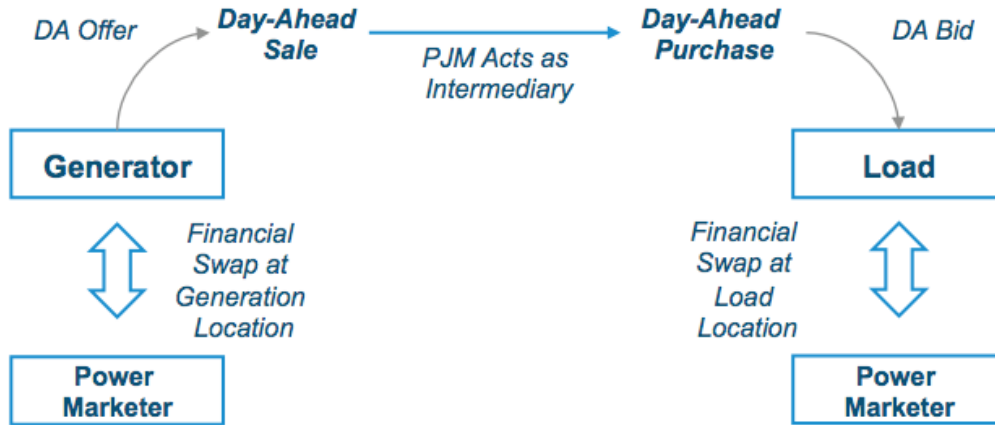 DA Offer
Day-Ahead
Sale
PJM Acts as
Intermediary
Day-Ahead
Purchase
DA Bid
Generator
Load
Financial
Swap at
Generation
Location
Financial
Swap at
Load
Location
Power
Marketer
Power
Marketer